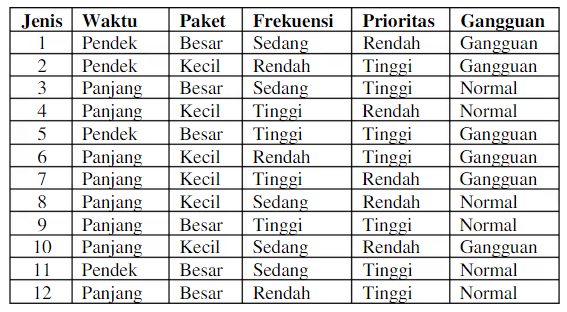 Jenis Waktu Paket Frekuensi Prioritas Gangguan
1 Pendek Besar Sedang Rendah Gangguan
2 Pendek Kecil Rendah Tinggi Gangguan
3 Panjang Besar Sedang Tinggi Normal
4 Panjang Kecil Tinggi Rendah Normal
5 Pendek Besar Tinggi Tinggi Gangguan
6 Panjang Kecil Rendah Tinggi Gangguan
7 Panjang Kecil Tinggi Rendah Gangguan
8 Panjang Kecil Sedang Rendah Normal
9 Panjang Besar Tinggi Tinggi Normal
10 Panjang Kecil Sedang Rendah Gangguan
11 Pendek Besar Sedang Tinggi Normal
12 Panjang Besar Rendah Tinggi Normal